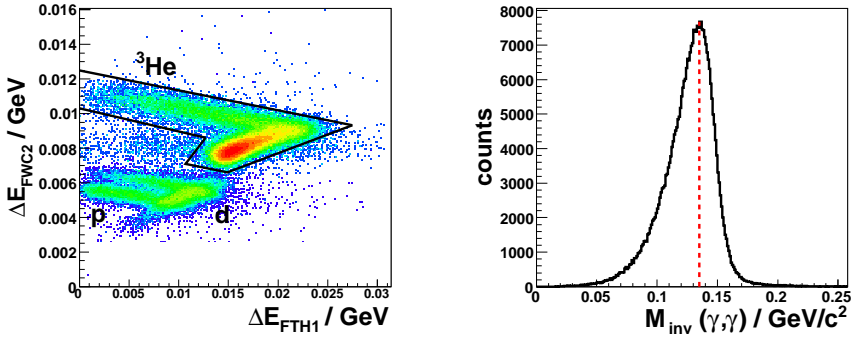 0.016
0.014
0.012
0.01
0.008
0.006
0.004
0.002
0
ΔE_FWC2 / GeV
³He
p
d
0 0.005 0.01 0.015 0.02 0.025 0.03
ΔE_FTH1 / GeV
8000
7000
6000
5000
4000
3000
2000
1000
0
counts
0 0.05 0.1 0.15 0.2 0.25
M_inv (γ,γ) / GeV/c²